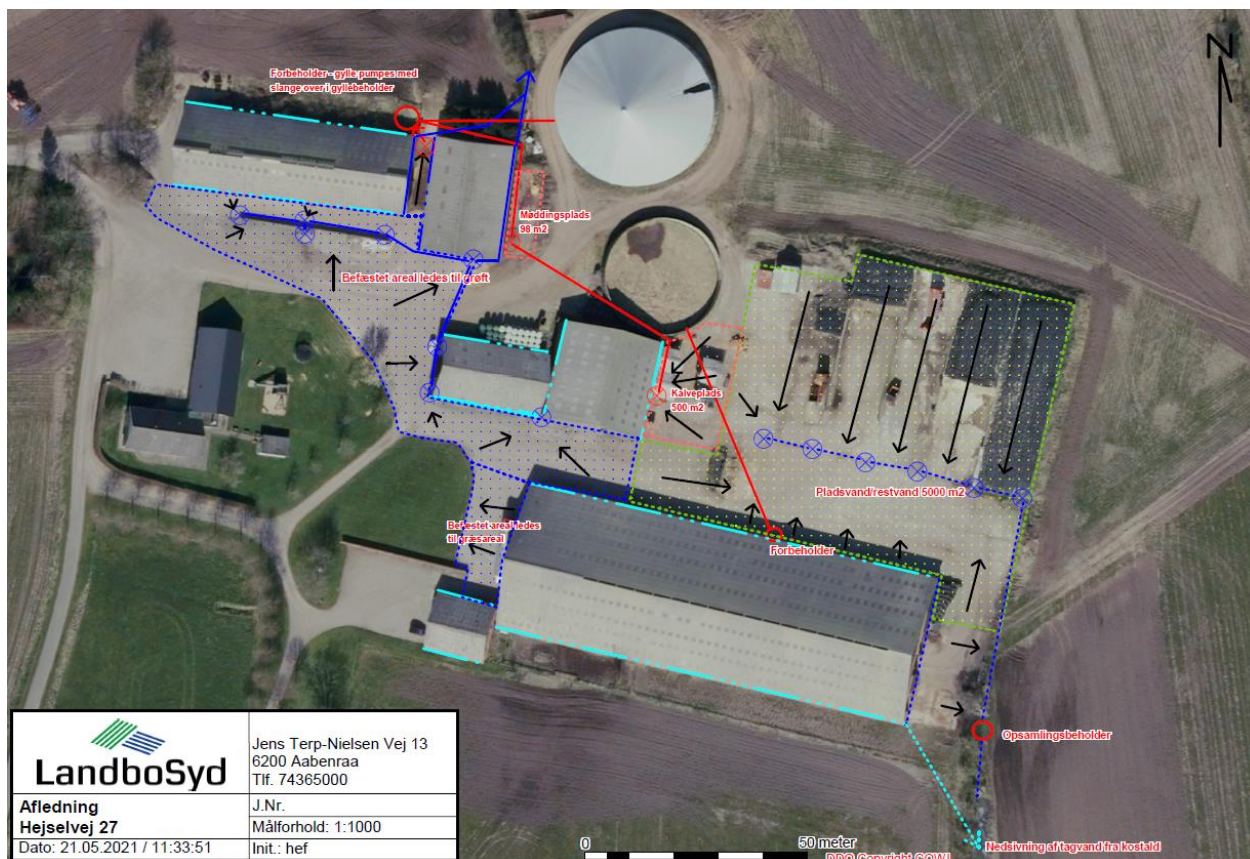 Forbeholder - gylle pumpes med
slange over i gyllebeholder
N
Møddingsplads
98 m2
Befæstet areal ledes til grøft
Kalveplads
500 m2
Pladsvand/restvand 5000 m2
Befæstet areal ledes
til græsareal
Forbeholder
Opsamlingsbeholder
Nedsivning af tagvand fra kostald
LandboSyd
Jens Terp-Nielsen Vej 13
6200 Aabenraa
Tlf. 74365000
Afledning
Hejselvej 27
J.Nr.
Målforhold: 1:1000
Dato: 21.05.2021 / 11:33:51
Init.: hef
0
50 meter
DDO Copyright COWI